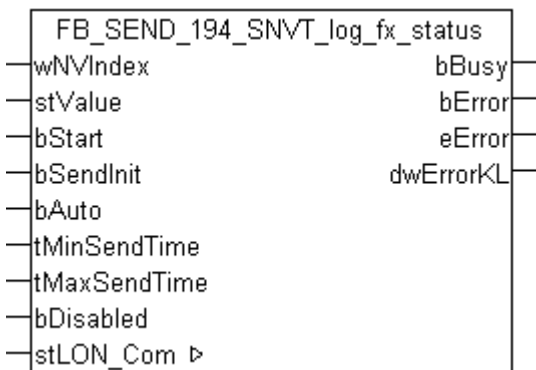 FB_SEND_194_SNVT_log_fx_status
wNVIndex bBusy
stValue bError
bStart eError
bSendInit dwErrorKL
bAuto
tMinSendTime
tMaxSendTime
bDisabled
stLON_Com ▷